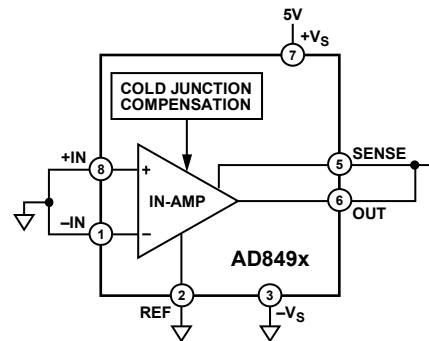 5V
+VS
7
COLD JUNCTION
COMPENSATION
+IN
8
+
5
SENSE
IN-AMP
6
OUT
−IN
1
−
AD849x
2
3
REF
−VS